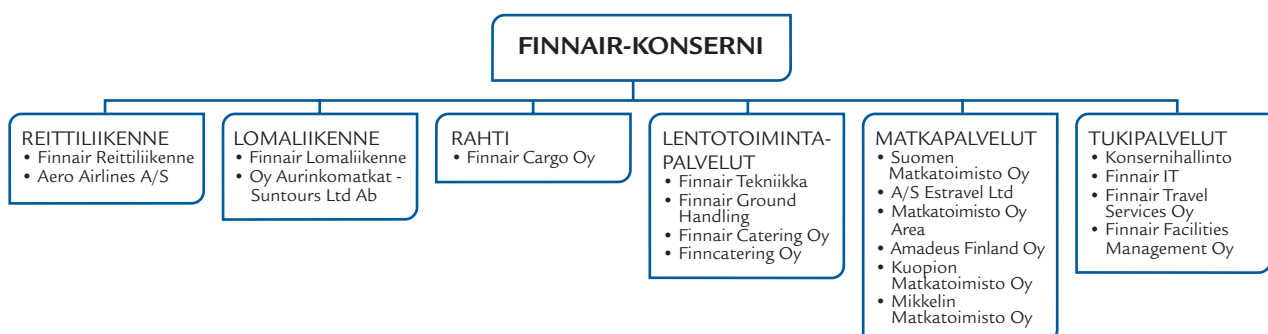 FINNAIR-KONSERNI
REITTILIIKENNE
• Finnair Reittiliikenne
• Aero Airlines A/S
LOMALIIKENNE
• Finnair Lomaliikenne
• Oy Aurinkomatkat -
Suntours Ltd Ab
RAHTI
• Finnair Cargo Oy
LENTOTOIMINTA-
PALVELUT
• Finnair Tekniikka
• Finnair Ground
Handling
• Finnair Catering Oy
• Finncatering Oy
MATKAPALVELUT
• Suomen
Matkatoimisto Oy
• A/S Estravel Ltd
• Matkatoimisto Oy
Area
• Amadeus Finland Oy
• Kuopion
Matkatoimisto Oy
• Mikkelin
Matkatoimisto Oy
TUKIPALVELUT
• Konsernihallinto
• Finnair IT
• Finnair Travel
Services Oy
• Finnair Facilities
Management Oy